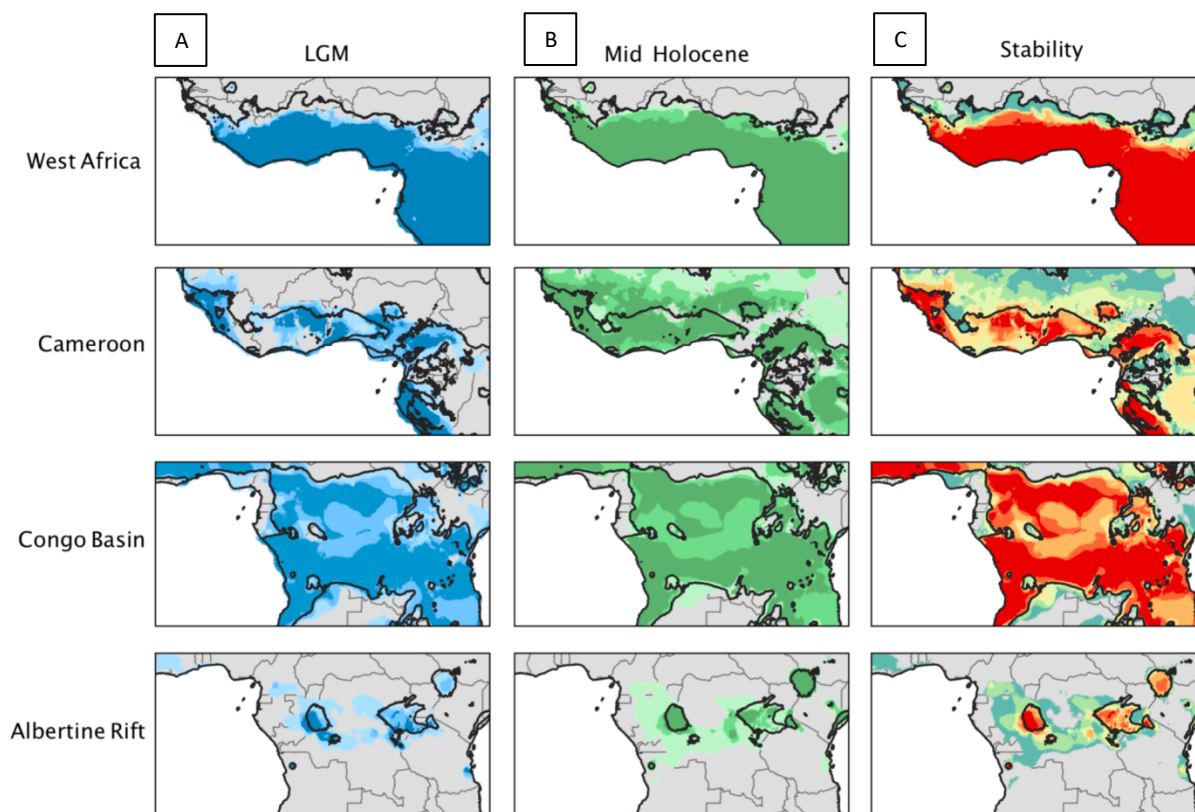 A
LGM
B
Mid Holocene
C
Stability
West Africa
Cameroon
Congo Basin
Albertine Rift